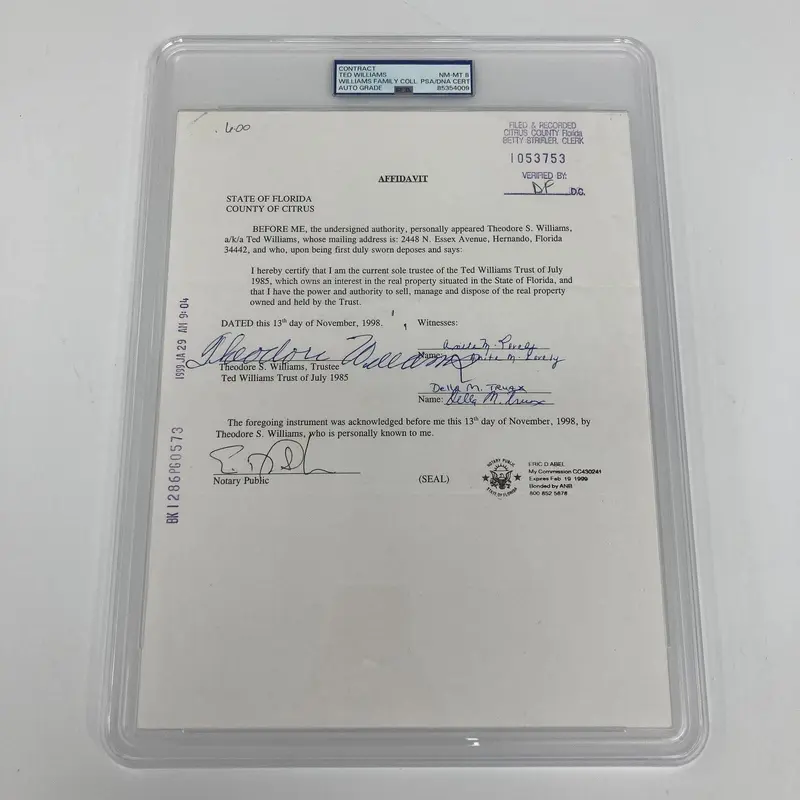 CONTRACT
TED WILLIAMS NM-MT 8
WILLIAMS FAMILY COLL. PSA/DNA CERT
AUTO GRADE 85354009
.600
FILED & RECORDED
CITRUS COUNTY Florida
BETTY STRIFLER, CLERK
1053753
VERIFIED BY:
DF D.C.
AFFIDAVIT
STATE OF FLORIDA
COUNTY OF CITRUS
BEFORE ME, the undersigned authority, personally appeared Theodore S. Williams,
a/k/a Ted Williams, whose mailing address is: 2448 N. Essex Avenue, Hernando, Florida
34442, and who, upon being first duly sworn deposes and says:
I hereby certify that I am the current sole trustee of the Ted Williams Trust of July
1985, which owns an interest in the real property situated in the State of Florida, and
that I have the power and authority to sell, manage and dispose of the real property
owned and held by the Trust.
DATED this 13th day of November, 1998. Witnesses:
1999 JA 29 AM 9:04
Anita M. Lovely
Theodore Williams
Name: Anita M. Lovely
Theodore S. Williams, Trustee
Ted Williams Trust of July 1985
Della M. Truax
Name: Della M. Truax
The foregoing instrument was acknowledged before me this 13th day of November, 1998, by
Theodore S. Williams, who is personally known to me.
BK1286PG0573
Notary Public (SEAL)
NOTARY PUBLIC
STATE OF FLORIDA
ERIC D ABEL
My Commission CC430241
Expires Feb 19 1999
Bonded by ANB
800 852 5878